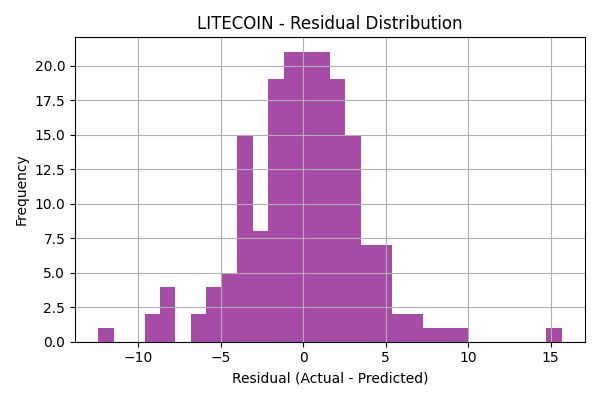 LITECOIN - Residual Distribution
Frequency
20.0
17.5
15.0
12.5
10.0
7.5
5.0
2.5
0.0
−10 −5 0 5 10 15
Residual (Actual - Predicted)